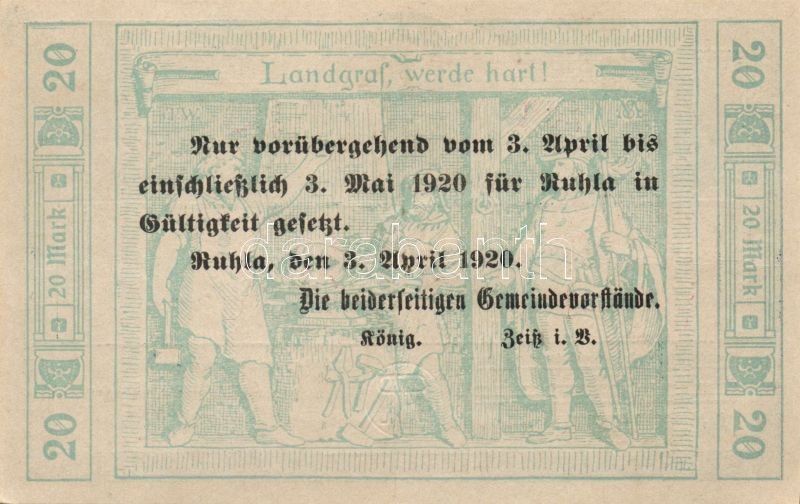 Landgraf, werde hart!
Nur vorübergehend vom 3. April bis
einschließlich 3. Mai 1920 für Ruhla in
Gültigkeit gesetzt.
Ruhla, den 3. April 1920.
Die beiderseitigen Gemeindevorstände.
König. Zeiß i. V.
20
20 Mark
20
20
20 Mark
20
darabanth